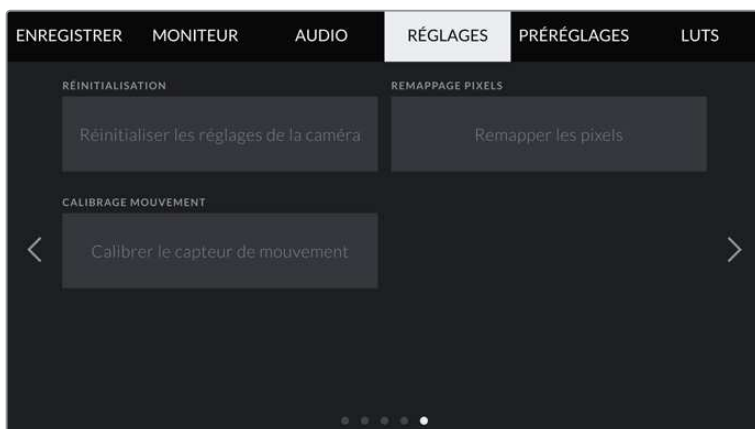 ENREGISTRER MONITEUR AUDIO RÉGLAGES PRÉRÉGLAGES LUTS
RÉINITIALISATION REMAPPAGE PIXELS
Réinitialiser les réglages de la caméra Remapper les pixels
CALIBRAGE MOUVEMENT
Calibrer le capteur de mouvement